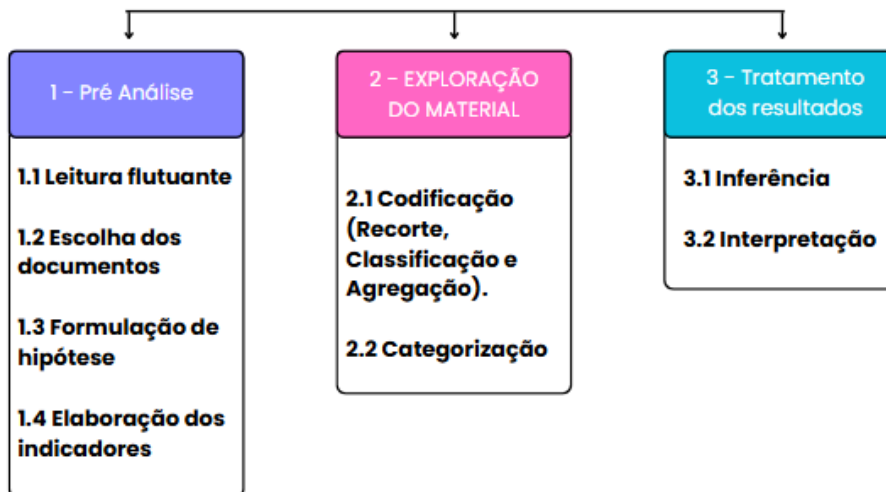 1 - Pré Análise
1.1 Leitura flutuante
1.2 Escolha dos
documentos
1.3 Formulação de
hipótese
1.4 Elaboração dos
indicadores
2 - EXPLORAÇÃO
DO MATERIAL
2.1 Codificação
(Recorte,
Classificação e
Agregação).
2.2 Categorização
3 - Tratamento
dos resultados
3.1 Inferência
3.2 Interpretação